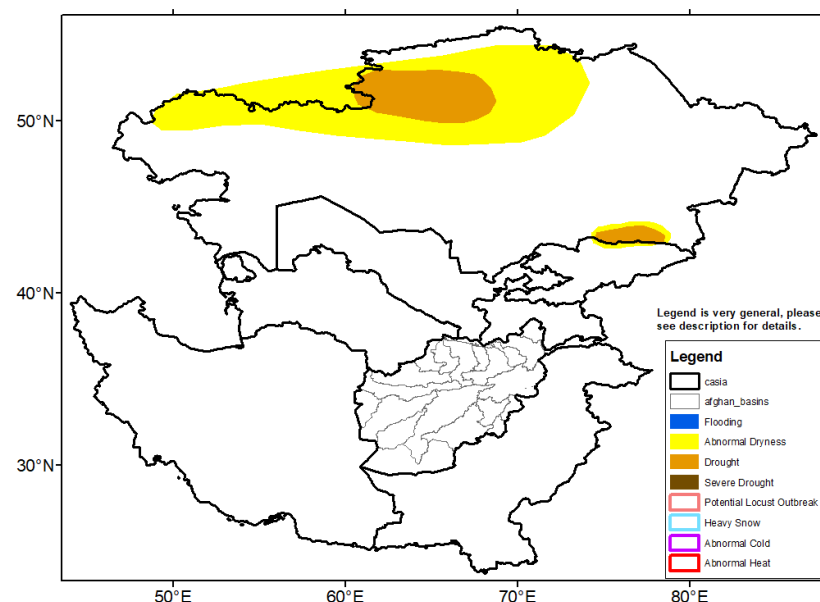 50°N
40°N
30°N
50°E
60°E
70°E
80°E
Legend is very general, please
see description for details.
Legend
casia
afghan_basins
Flooding
Abnormal Dryness
Drought
Severe Drought
Potential Locust Outbreak
Heavy Snow
Abnormal Cold
Abnormal Heat